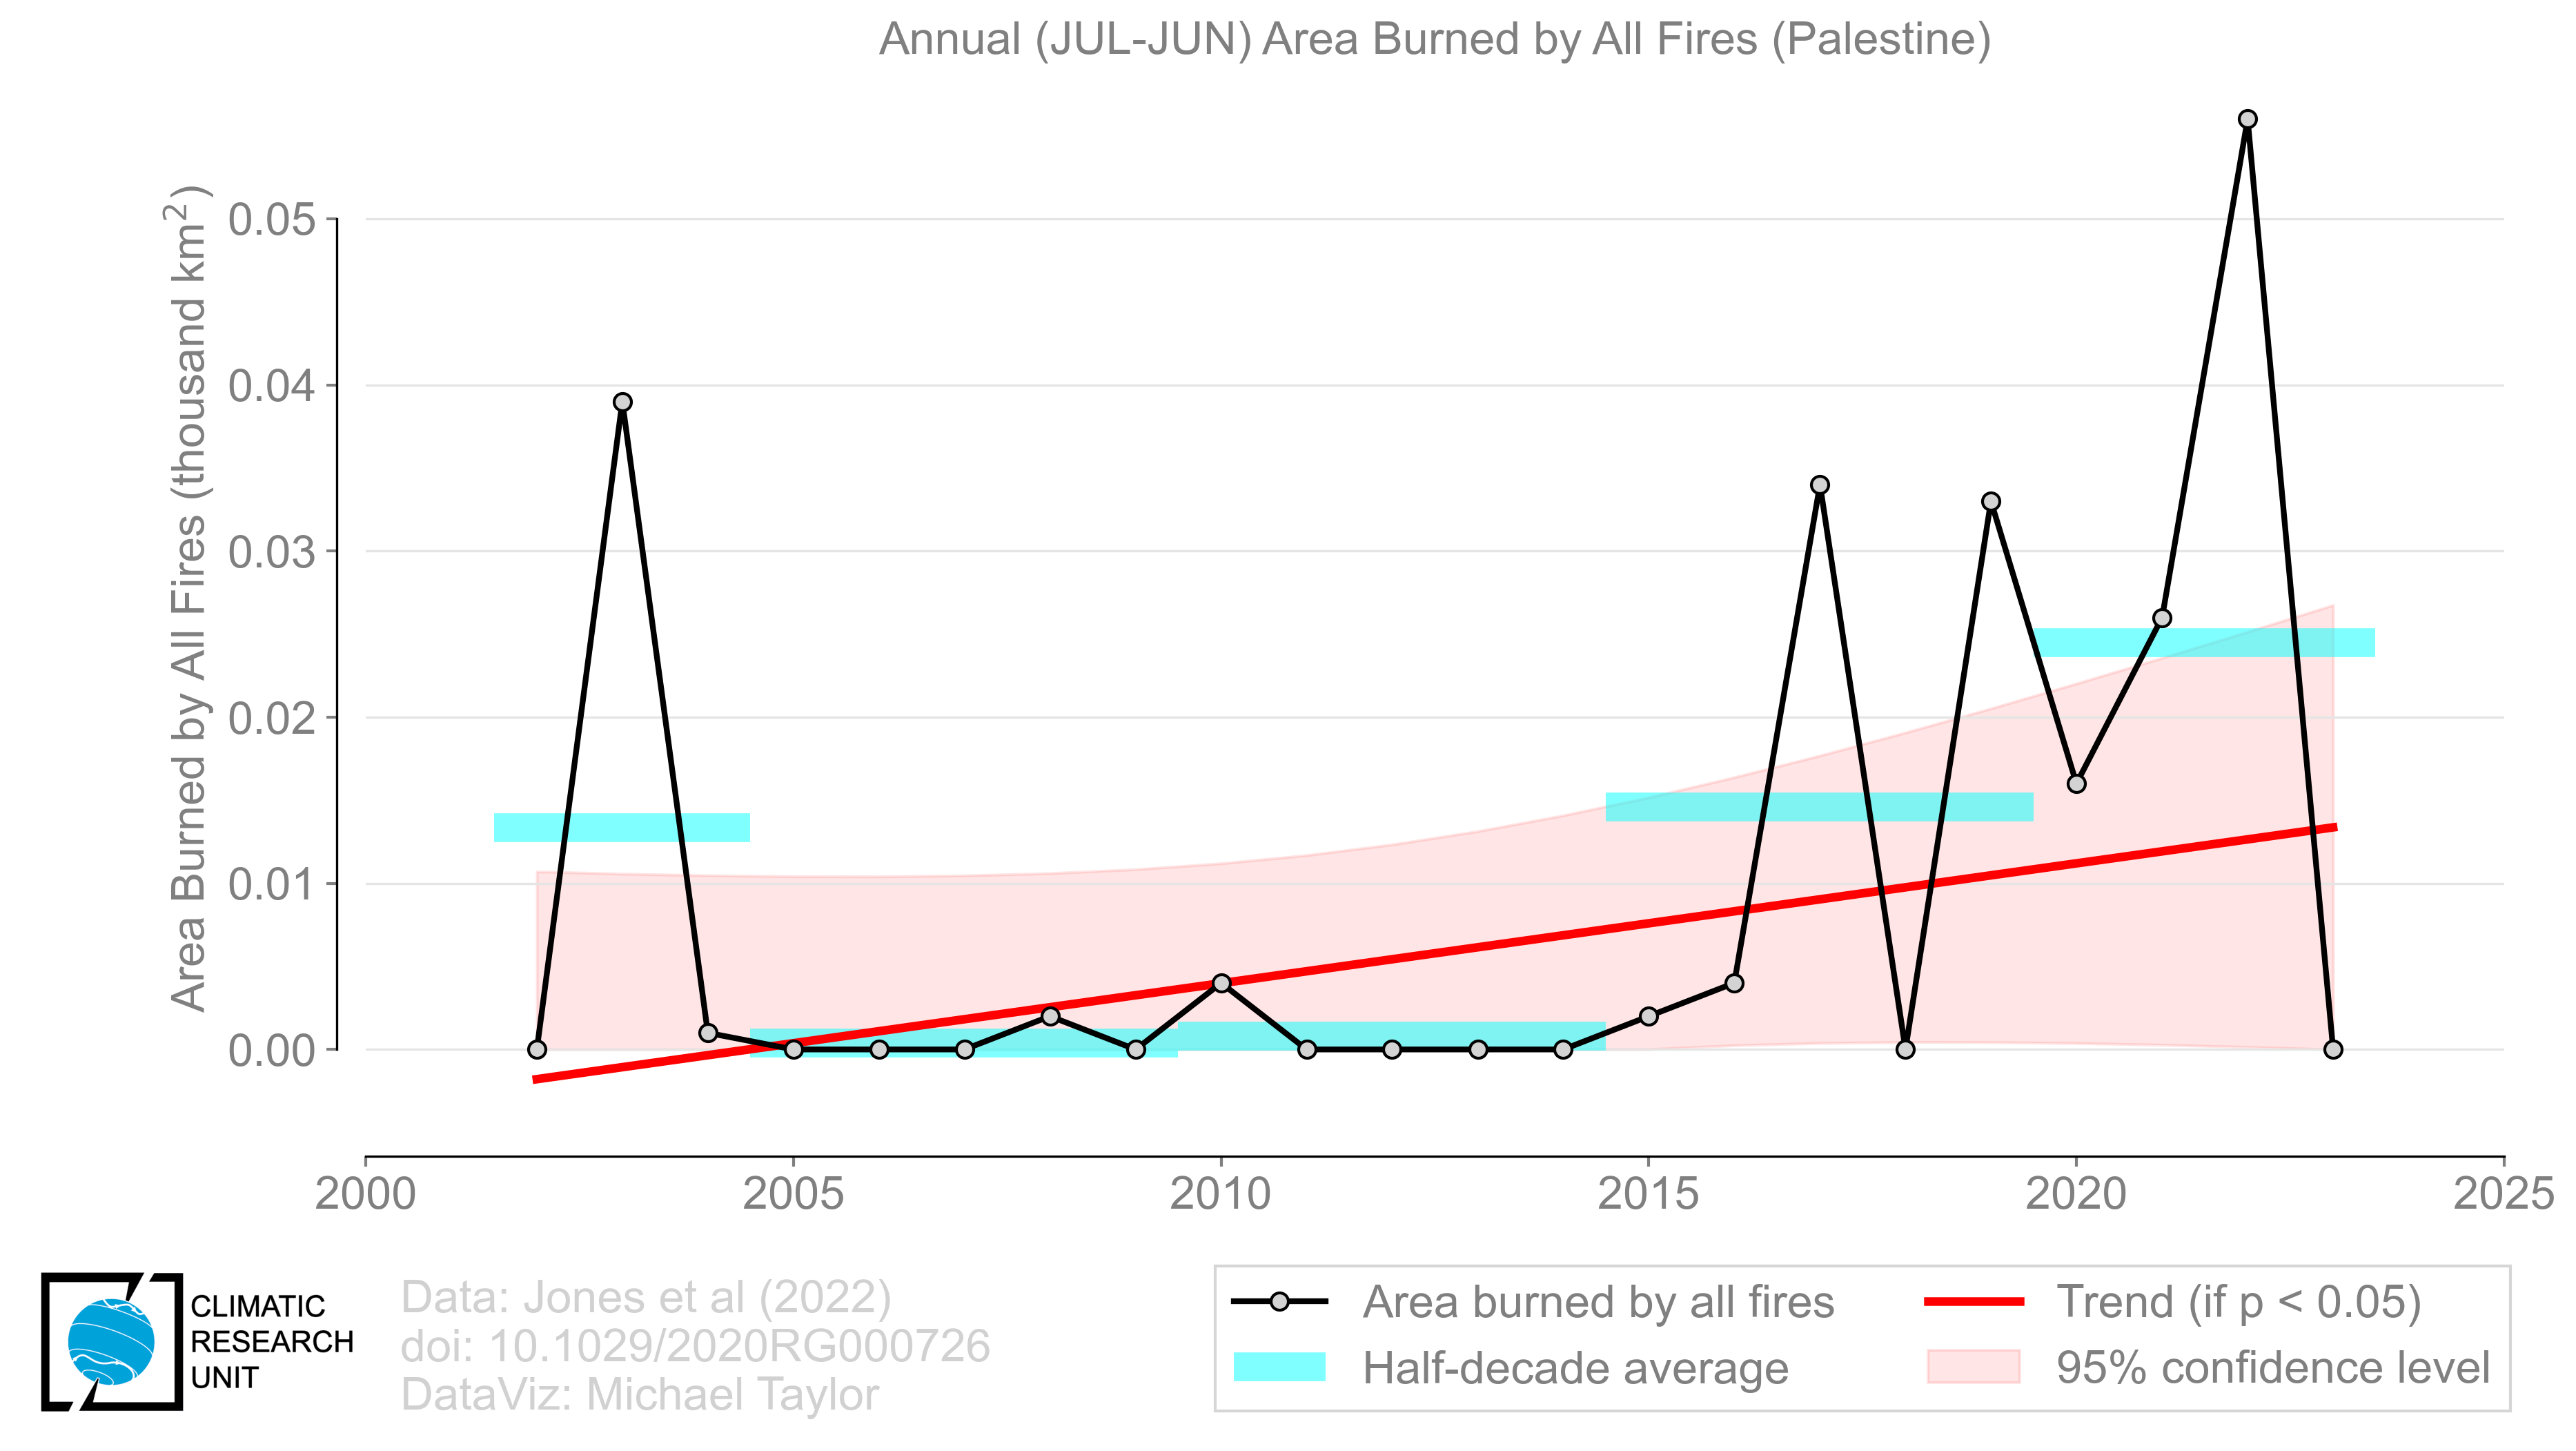 Annual (JUL-JUN) Area Burned by All Fires (Palestine)
Area Burned by All Fires (thousand km²)
0.05
0.04
0.03
0.02
0.01
0.00
2000
2005
2010
2015
2020
2025
CLIMATIC
RESEARCH
UNIT
Data: Jones et al (2022)
doi: 10.1029/2020RG000726
DataViz: Michael Taylor
Area burned by all fires
Half-decade average
Trend (if p < 0.05)
95% confidence level